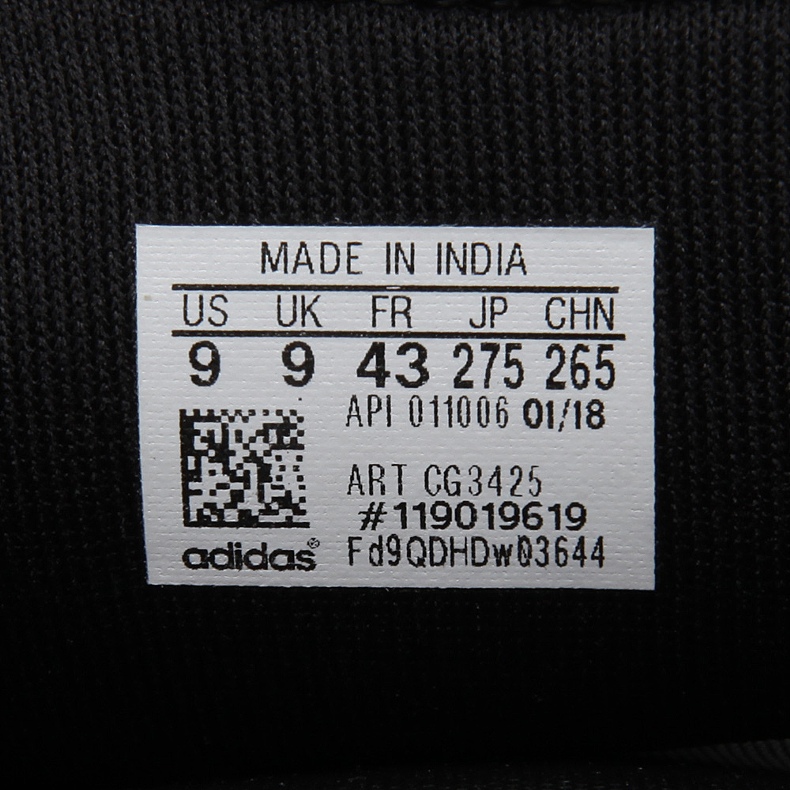 MADE IN INDIA
US UK FR JP CHN
9 9 43 275 265
API 011006 01/18
ART CG3425
#119019619
adidas® Fd9QDHDw03644